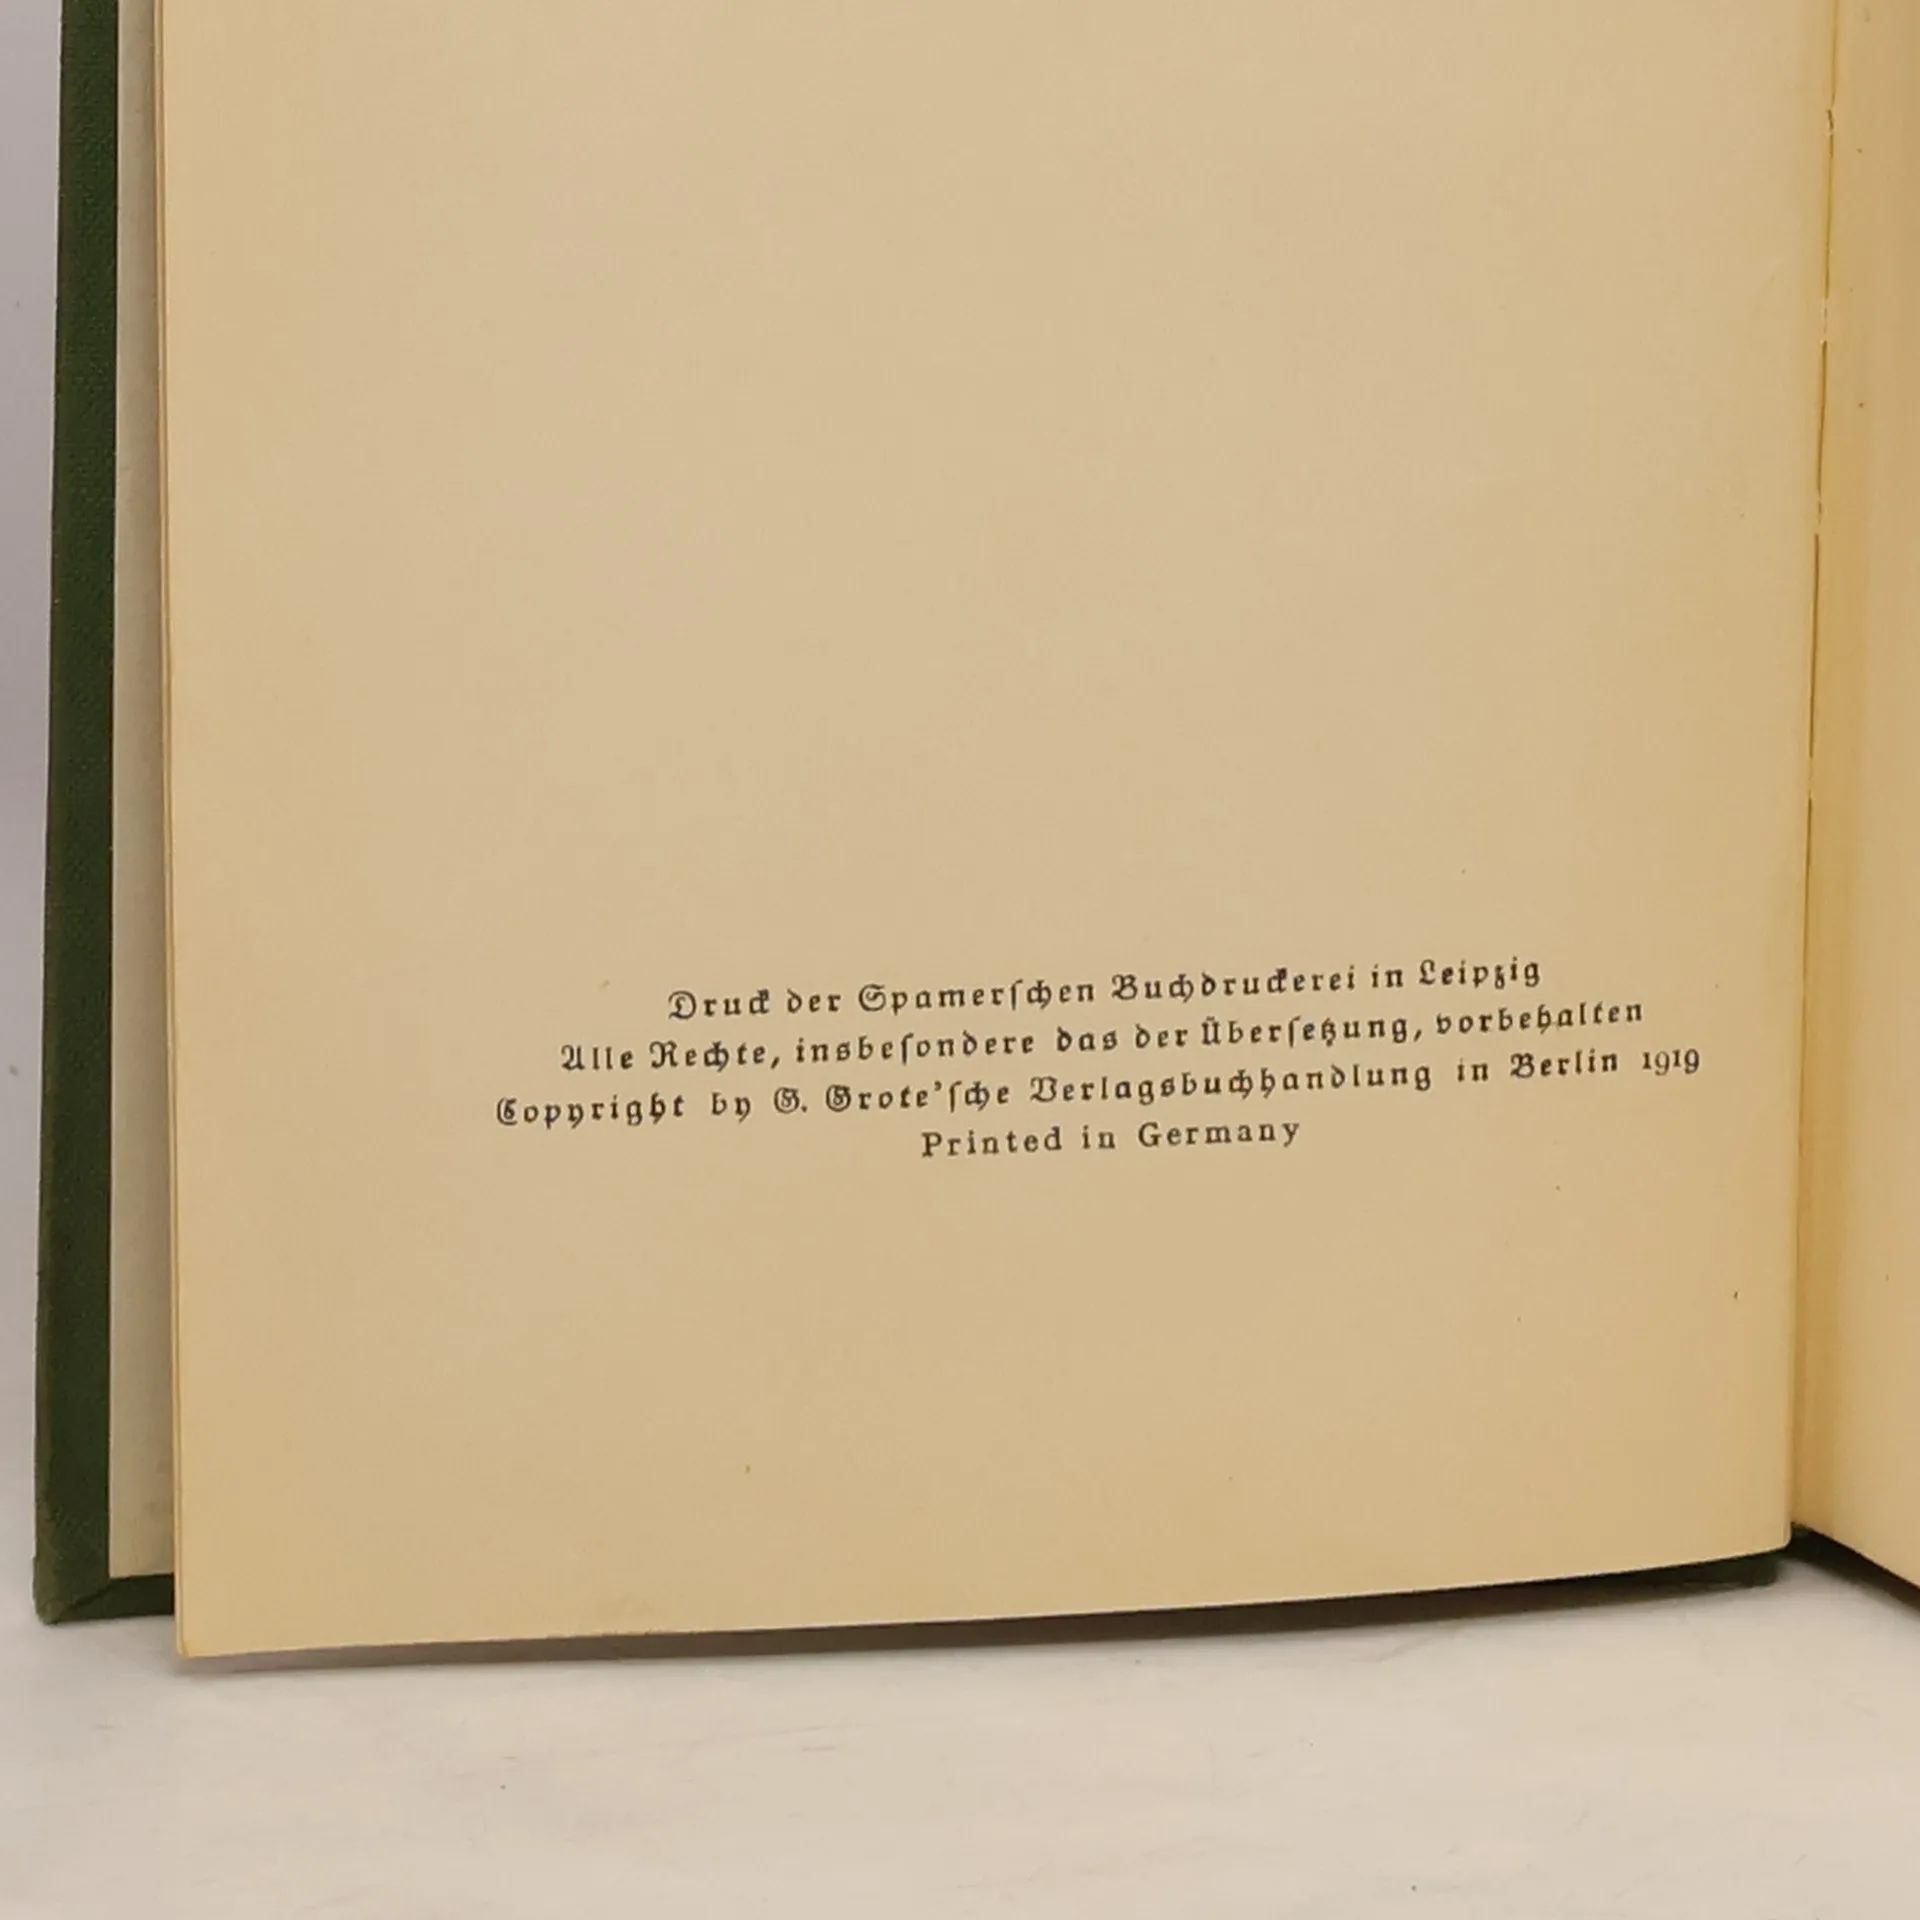 Druck der Spamerſchen Buchdruckerei in Leipzig
Alle Rechte, insbeſondere das der Überſetzung, vorbehalten
Copyright by G. Grote'ſche Verlagsbuchhandlung in Berlin 1919
Printed in Germany